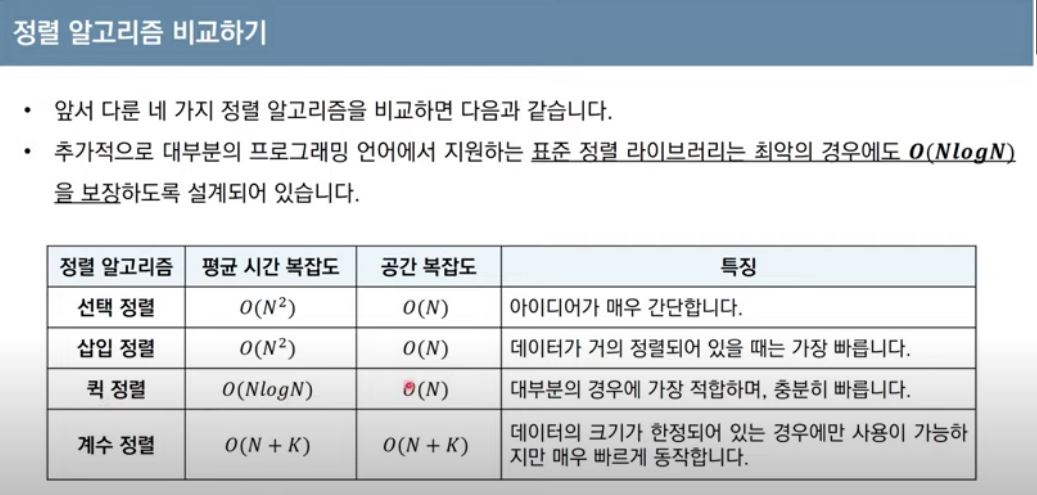 정렬 알고리즘 비교하기
• 앞서 다룬 네 가지 정렬 알고리즘을 비교하면 다음과 같습니다.
• 추가적으로 대부분의 프로그래밍 언어에서 지원하는 표준 정렬 라이브러리는 최악의 경우에도 O(NlogN)
을 보장하도록 설계되어 있습니다.
정렬 알고리즘 평균 시간 복잡도 공간 복잡도 특징
선택 정렬 O(N²) O(N) 아이디어가 매우 간단합니다.
삽입 정렬 O(N²) O(N) 데이터가 거의 정렬되어 있을 때는 가장 빠릅니다.
퀵 정렬 O(NlogN) O(N) 대부분의 경우에 가장 적합하며, 충분히 빠릅니다.
계수 정렬 O(N + K) O(N + K) 데이터의 크기가 한정되어 있는 경우에만 사용이 가능하
지만 매우 빠르게 동작합니다.